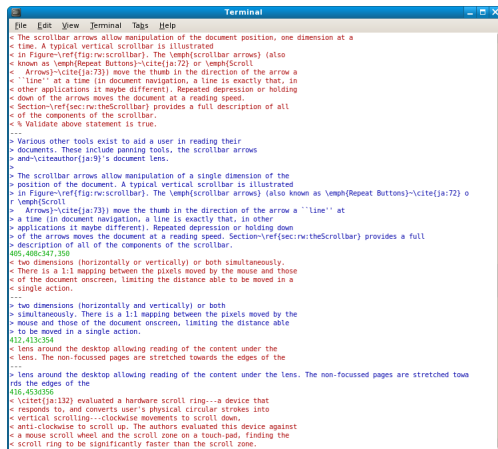 Terminal
File Edit View Terminal Tabs Help
< The scrollbar arrows allow manipulation of the document position, one dimension at a
< time. A typical vertical scrollbar is illustrated
< in Figure~\ref{fig:rw:scrollbar}. The \emph{scrollbar arrows} (also
< known as \emph{Repeat Buttons}~\cite{ja:72} or \emph{Scroll
<   Arrows}~\cite{ja:73}) move the thumb in the direction of the arrow a
< ``line'' at a time (in document navigation, a line is exactly that, in
< other applications it maybe different). Repeated depression or holding
< down of the arrows moves the document at a reading speed.
< Section~\ref{sec:rw:theScrollbar} provides a full description of all
< of the components of the scrollbar.
< % Validate above statement is true.
---
> Various other tools exist to aid a user in reading their
> documents. These include panning tools, the scrollbar arrows
> and~\citeauthor{ja:9}'s document lens.
>
> The scrollbar arrows allow manipulation of a single dimension of the
> position of the document. A typical vertical scrollbar is illustrated
> in Figure~\ref{fig:rw:scrollbar}. The \emph{scrollbar arrows} (also known as \emph{Repeat Buttons}~\cite{ja:72} o
r \emph{Scroll
>   Arrows}~\cite{ja:73}) move the thumb in the direction of the arrow a ``line'' at
> a time (in document navigation, a line is exactly that, in other
> applications it maybe different). Repeated depression or holding down
> of the arrows moves the document at a reading speed. Section~\ref{sec:rw:theScrollbar} provides a full
> description of all of the components of the scrollbar.
405,408c347,350
< two dimensions (horizontally or vertically) or both simultaneously.
< There is a 1:1 mapping between the pixels moved by the mouse and those
< of the document onscreen, limiting the distance able to be moved in a
< single action.
---
> two dimensions (horizontally and vertically) or both
> simultaneously. There is a 1:1 mapping between the pixels moved by the
> mouse and those of the document onscreen, limiting the distance able
> to be moved in a single action.
412,413c354
< lens around the desktop allowing reading of the content under the
< lens. The non-focussed pages are stretched towards the edges of the
---
> lens around the desktop allowing reading of the content under the lens. The non-focussed pages are stretched towa
rds the edges of the
416,453d356
< \citet{ja:132} evaluated a hardware scroll ring---a device that
< responds to, and converts user's physical circular strokes into
< vertical scrolling---clockwise movements to scroll down,
< anti-clockwise to scroll up. The authors evaluated this device against
< a mouse scroll wheel and the scroll zone on a touch-pad, finding the
< scroll ring to be significantly faster than the scroll zone.